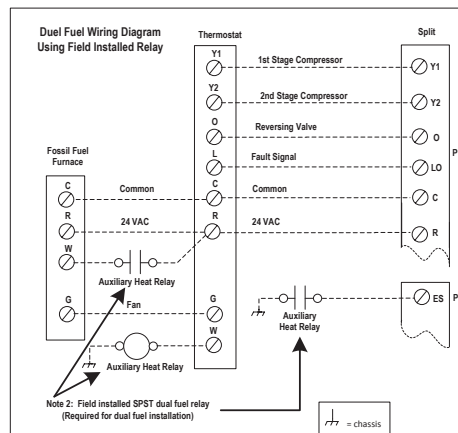 Duel Fuel Wiring Diagram
Using Field Installed Relay
Thermostat
Split
Y1
1st Stage Compressor
Y1
Y2
2nd Stage Compressor
Y2
O
Reversing Valve
O
Fossil Fuel
Furnace
L
Fault Signal
LO
P
C
Common
C
Common
C
R
24 VAC
R
24 VAC
R
W
Auxiliary Heat Relay
G
Fan
G
ES
P
Auxiliary
Heat Relay
W
Auxiliary Heat Relay
Note 2: Field installed SPST dual fuel relay
(Required for dual fuel installation)
= chassis